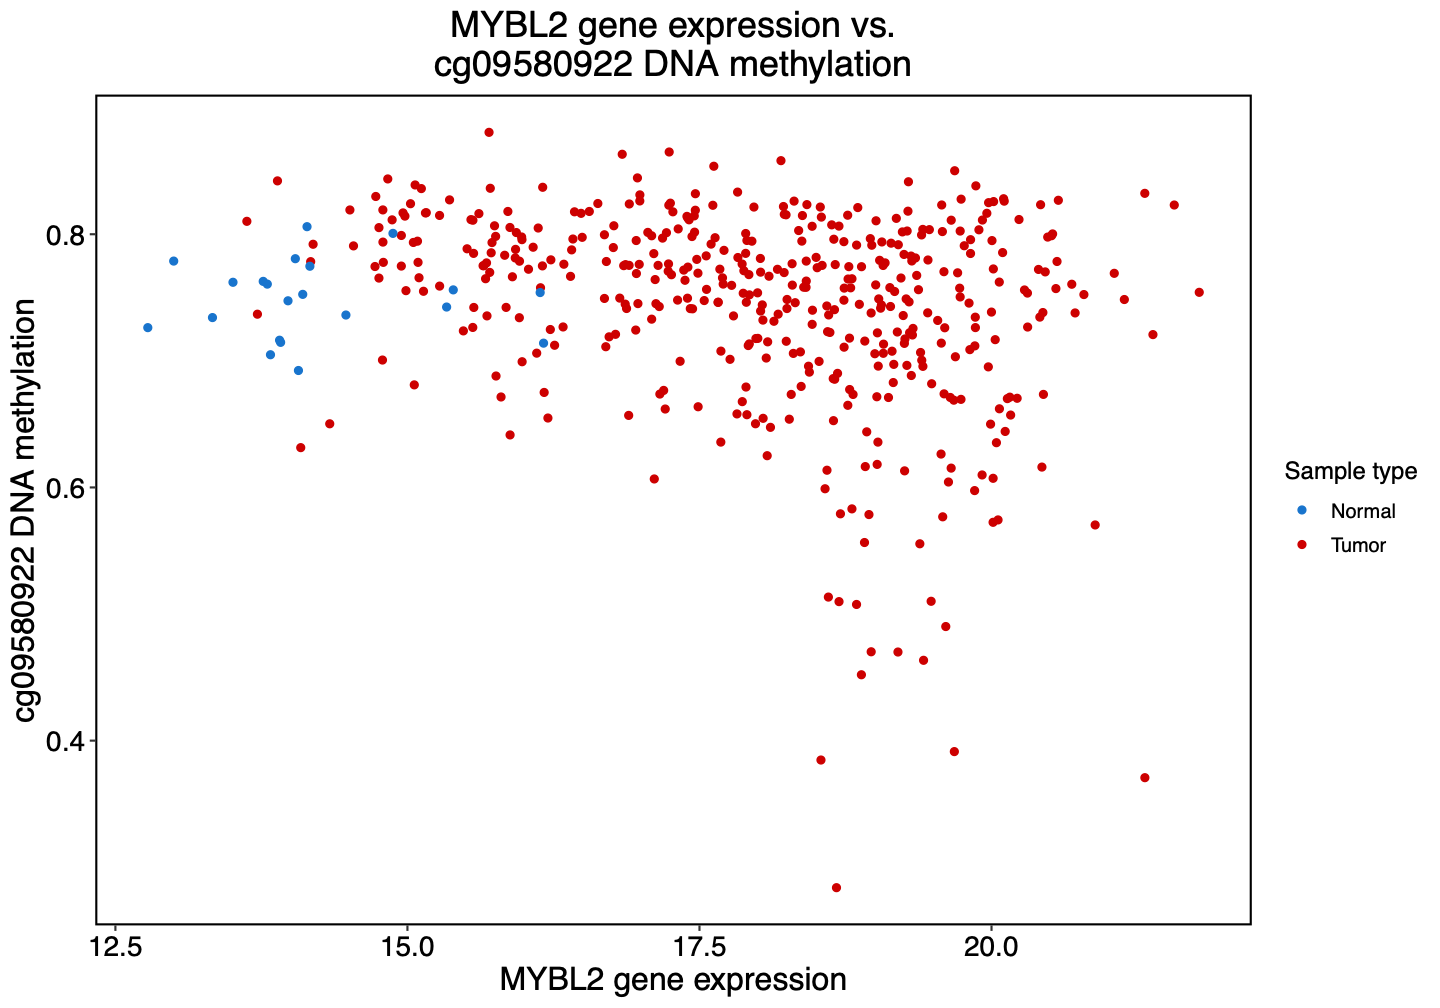 MYBL2 gene expression vs.
cg09580922 DNA methylation
cg09580922 DNA methylation
0.8
0.6
0.4
12.5 15.0 17.5 20.0
MYBL2 gene expression
Sample type
Normal
Tumor